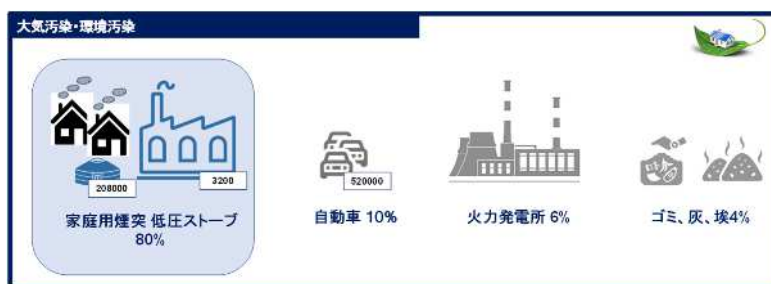 大気汚染・環境汚染
208000
3200
520000
家庭用煙突 低圧ストーブ
80%
自動車 10%
火力発電所 6%
ゴミ、灰、埃4%